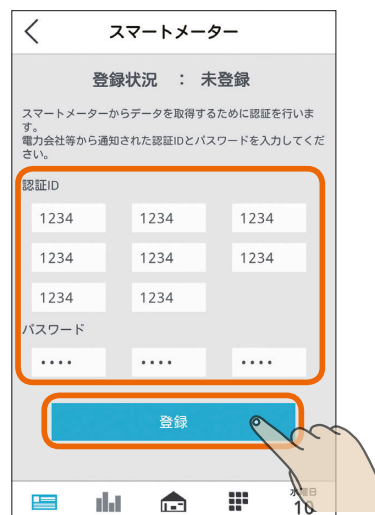 スマートメーター
登録状況 ： 未登録
スマートメーターからデータを取得するために認証を行いま
す。
電力会社等から通知された認証IDとパスワードを入力してくだ
さい。
認証ID
1234 1234 1234
1234 1234 1234
1234 1234
パスワード
•••• •••• ••••
登録
水曜日
10